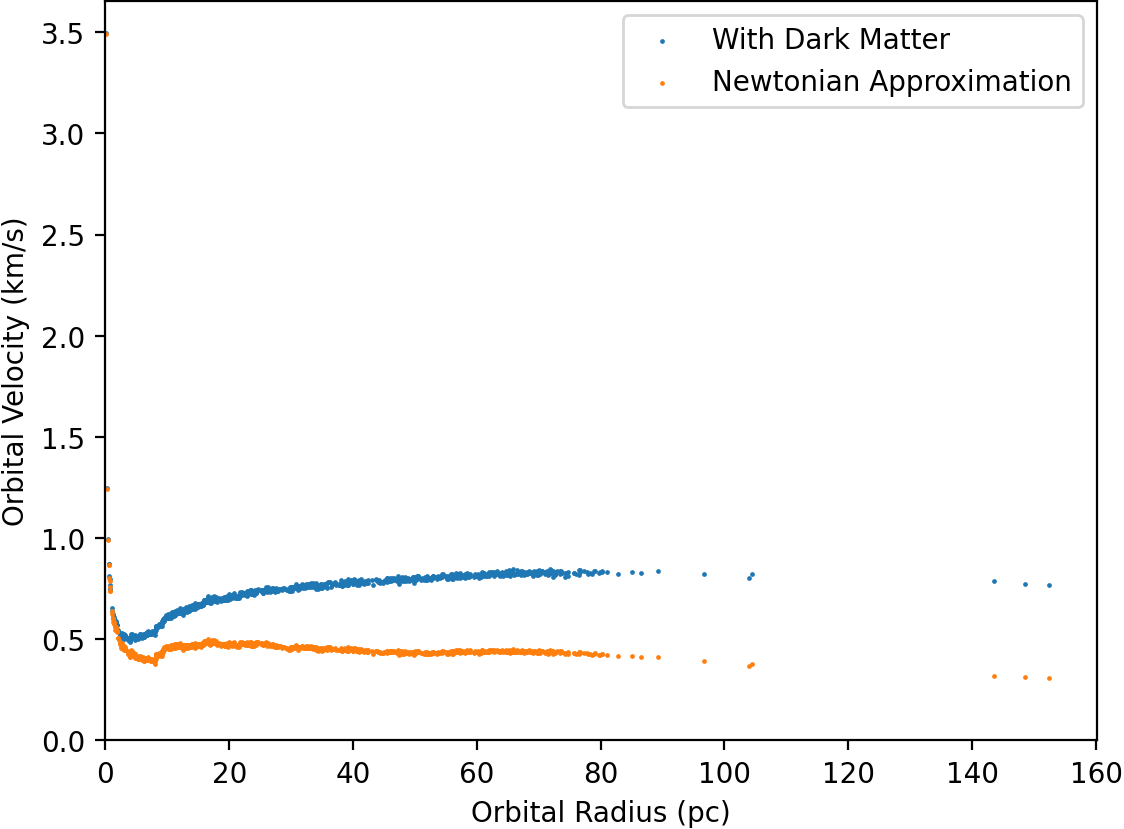 With Dark Matter
Newtonian Approximation
3.5
3.0
2.5
2.0
1.5
1.0
0.5
0.0
Orbital Velocity (km/s)
0 20 40 60 80 100 120 140 160
Orbital Radius (pc)